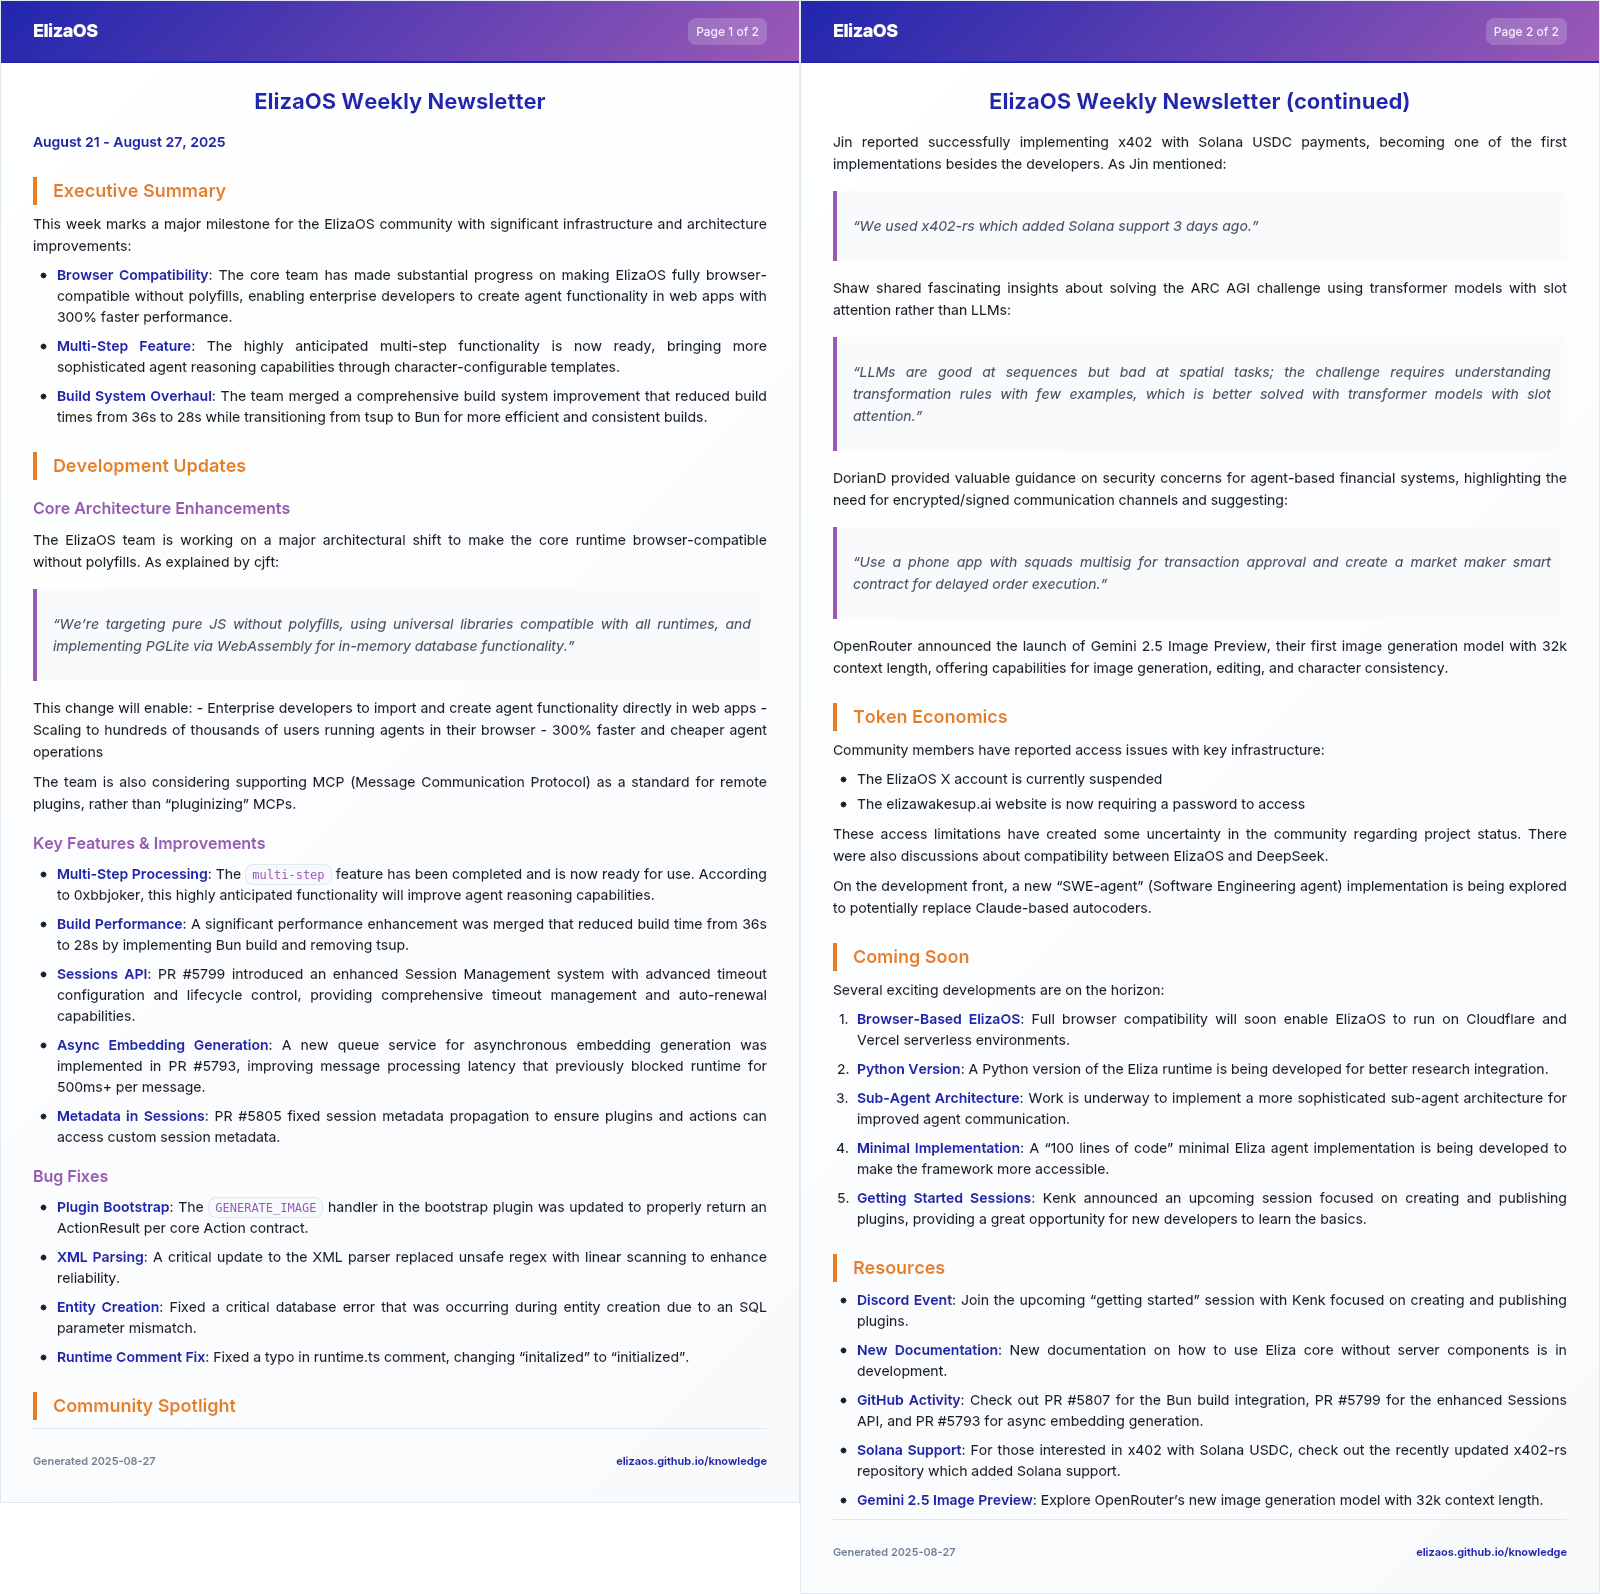 ElizaOS
Page 1 of 2
ElizaOS Weekly Newsletter
August 21 - August 27, 2025
Executive Summary
This week marks a major milestone for the ElizaOS community with significant infrastructure and architecture
improvements:
• Browser Compatibility: The core team has made substantial progress on making ElizaOS fully browser-
compatible without polyfills, enabling enterprise developers to create agent functionality in web apps with
300% faster performance.
• Multi-Step Feature: The highly anticipated multi-step functionality is now ready, bringing more
sophisticated agent reasoning capabilities through character-configurable templates.
• Build System Overhaul: The team merged a comprehensive build system improvement that reduced build
times from 36s to 28s while transitioning from tsup to Bun for more efficient and consistent builds.
Development Updates
Core Architecture Enhancements
The ElizaOS team is working on a major architectural shift to make the core runtime browser-compatible
without polyfills. As explained by cjft:
“We’re targeting pure JS without polyfills, using universal libraries compatible with all runtimes, and
implementing PGLite via WebAssembly for in-memory database functionality.”
This change will enable: - Enterprise developers to import and create agent functionality directly in web apps -
Scaling to hundreds of thousands of users running agents in their browser - 300% faster and cheaper agent
operations
The team is also considering supporting MCP (Message Communication Protocol) as a standard for remote
plugins, rather than “pluginizing” MCPs.
Key Features & Improvements
• Multi-Step Processing: The multi-step feature has been completed and is now ready for use. According
to 0xbbjoker, this highly anticipated functionality will improve agent reasoning capabilities.
• Build Performance: A significant performance enhancement was merged that reduced build time from 36s
to 28s by implementing Bun build and removing tsup.
• Sessions API: PR #5799 introduced an enhanced Session Management system with advanced timeout
configuration and lifecycle control, providing comprehensive timeout management and auto-renewal
capabilities.
• Async Embedding Generation: A new queue service for asynchronous embedding generation was
implemented in PR #5793, improving message processing latency that previously blocked runtime for
500ms+ per message.
• Metadata in Sessions: PR #5805 fixed session metadata propagation to ensure plugins and actions can
access custom session metadata.
Bug Fixes
• Plugin Bootstrap: The GENERATE_IMAGE handler in the bootstrap plugin was updated to properly return an
ActionResult per core Action contract.
• XML Parsing: A critical update to the XML parser replaced unsafe regex with linear scanning to enhance
reliability.
• Entity Creation: Fixed a critical database error that was occurring during entity creation due to an SQL
parameter mismatch.
• Runtime Comment Fix: Fixed a typo in runtime.ts comment, changing “initalized” to “initialized”.
Community Spotlight
Generated 2025-08-27
elizaos.github.io/knowledge
ElizaOS
Page 2 of 2
ElizaOS Weekly Newsletter (continued)
Jin reported successfully implementing x402 with Solana USDC payments, becoming one of the first
implementations besides the developers. As Jin mentioned:
“We used x402-rs which added Solana support 3 days ago.”
Shaw shared fascinating insights about solving the ARC AGI challenge using transformer models with slot
attention rather than LLMs:
“LLMs are good at sequences but bad at spatial tasks; the challenge requires understanding
transformation rules with few examples, which is better solved with transformer models with slot
attention.”
DorianD provided valuable guidance on security concerns for agent-based financial systems, highlighting the
need for encrypted/signed communication channels and suggesting:
“Use a phone app with squads multisig for transaction approval and create a market maker smart
contract for delayed order execution.”
OpenRouter announced the launch of Gemini 2.5 Image Preview, their first image generation model with 32k
context length, offering capabilities for image generation, editing, and character consistency.
Token Economics
Community members have reported access issues with key infrastructure:
• The ElizaOS X account is currently suspended
• The elizawakesup.ai website is now requiring a password to access
These access limitations have created some uncertainty in the community regarding project status. There
were also discussions about compatibility between ElizaOS and DeepSeek.
On the development front, a new “SWE-agent” (Software Engineering agent) implementation is being explored
to potentially replace Claude-based autocoders.
Coming Soon
Several exciting developments are on the horizon:
1. Browser-Based ElizaOS: Full browser compatibility will soon enable ElizaOS to run on Cloudflare and
Vercel serverless environments.
2. Python Version: A Python version of the Eliza runtime is being developed for better research integration.
3. Sub-Agent Architecture: Work is underway to implement a more sophisticated sub-agent architecture for
improved agent communication.
4. Minimal Implementation: A “100 lines of code” minimal Eliza agent implementation is being developed to
make the framework more accessible.
5. Getting Started Sessions: Kenk announced an upcoming session focused on creating and publishing
plugins, providing a great opportunity for new developers to learn the basics.
Resources
• Discord Event: Join the upcoming “getting started” session with Kenk focused on creating and publishing
plugins.
• New Documentation: New documentation on how to use Eliza core without server components is in
development.
• GitHub Activity: Check out PR #5807 for the Bun build integration, PR #5799 for the enhanced Sessions
API, and PR #5793 for async embedding generation.
• Solana Support: For those interested in x402 with Solana USDC, check out the recently updated x402-rs
repository which added Solana support.
• Gemini 2.5 Image Preview: Explore OpenRouter’s new image generation model with 32k context length.
Generated 2025-08-27
elizaos.github.io/knowledge